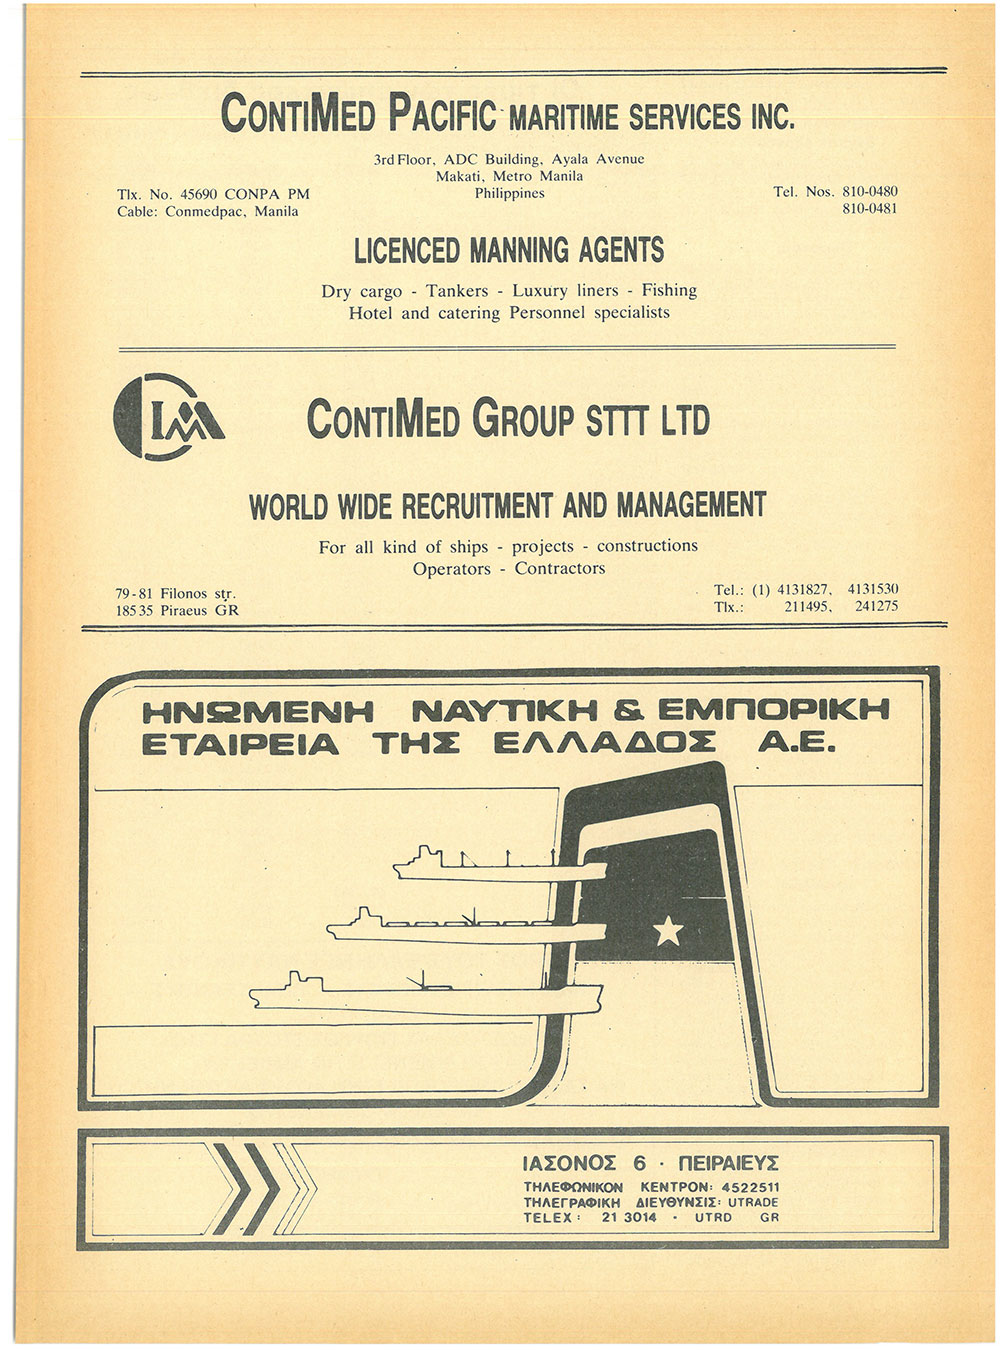 CONTIMED PACIFIC MARITIME SERVICES INC.
3rd Floor, ADC Building, Ayala Avenue
Makati, Metro Manila
Philippines
Tlx. No. 45690 CONPA PM
Cable: Conmedpac, Manila
Tel. Nos. 810-0480
810-0481
LICENCED MANNING AGENTS
Dry cargo - Tankers - Luxury liners - Fishing
Hotel and catering Personnel specialists
CLMM
CONTIMED GROUP STTT LTD
WORLD WIDE RECRUITMENT AND MANAGEMENT
For all kind of ships - projects - constructions
Operators - Contractors
79-81 Filonos str.
185 35 Piraeus GR
Tel.: (1) 4131827, 4131530
Tlx.: 211495, 241275
ΗΝΩΜΕΝΗ ΝΑΥΤΙΚΗ & ΕΜΠΟΡΙΚΗ
ΕΤΑΙΡΕΙΑ ΤΗΣ ΕΛΛΑΔΟΣ Α.Ε.
ΙΑΣΟΝΟΣ 6 · ΠΕΙΡΑΙΕΥΣ
ΤΗΛΕΦΩΝΙΚΟΝ ΚΕΝΤΡΟΝ: 4522511
ΤΗΛΕΓΡΑΦΙΚΗ ΔΙΕΥΘΥΝΣΙΣ: UTRADE
TELEX: 21 3014 · UTRD GR